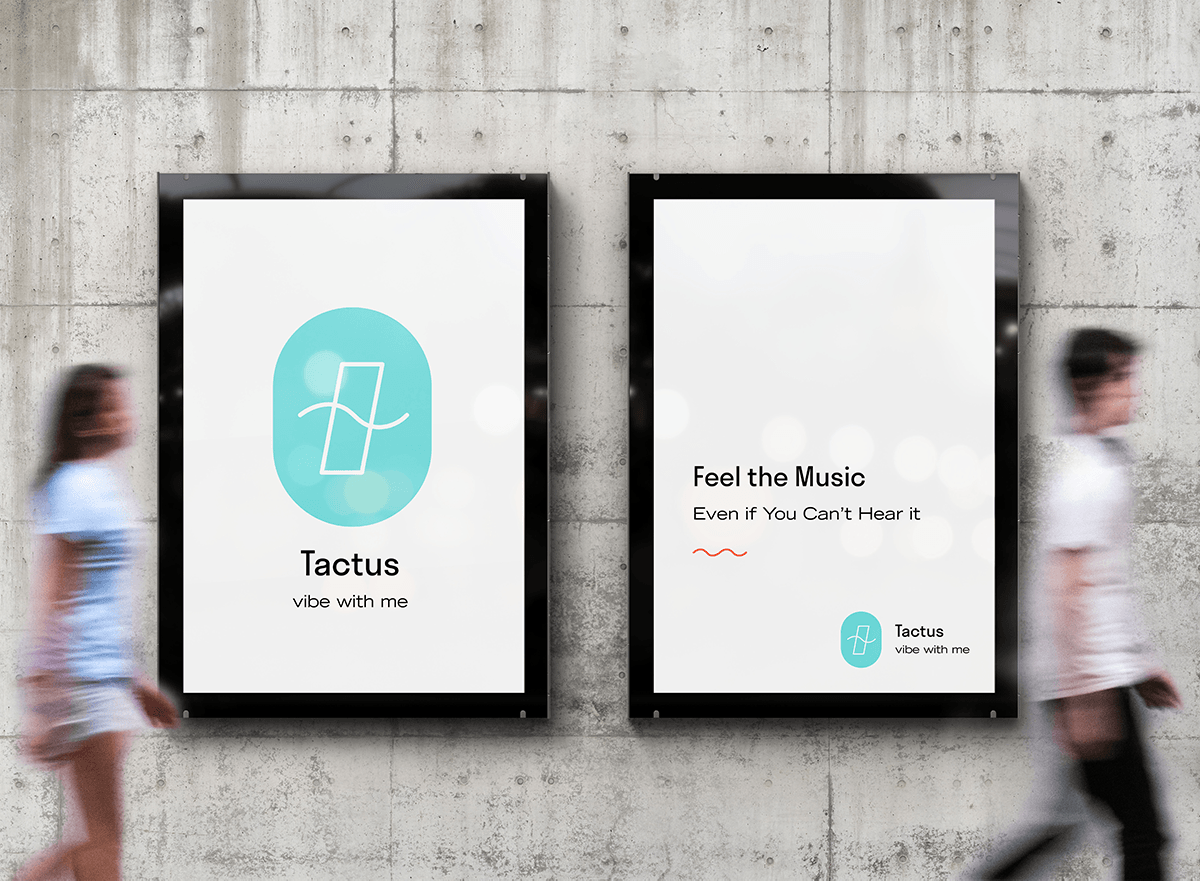 Tactus
vibe with me
Feel the Music
Even if You Can't Hear it
Tactus
vibe with me